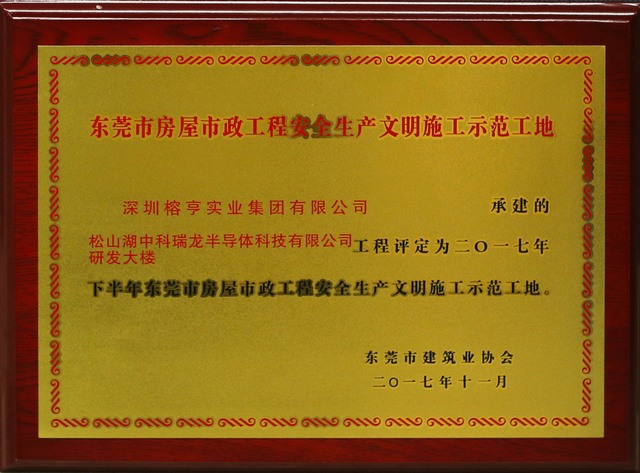 东莞市房屋市政工程安全生产文明施工示范工地
深圳榕亨实业集团有限公司 承建的
松山湖中科瑞龙半导体科技有限公司
研发大楼 工程评定为二〇一七年
下半年东莞市房屋市政工程安全生产文明施工示范工地。
东莞市建筑业协会
二〇一七年十一月